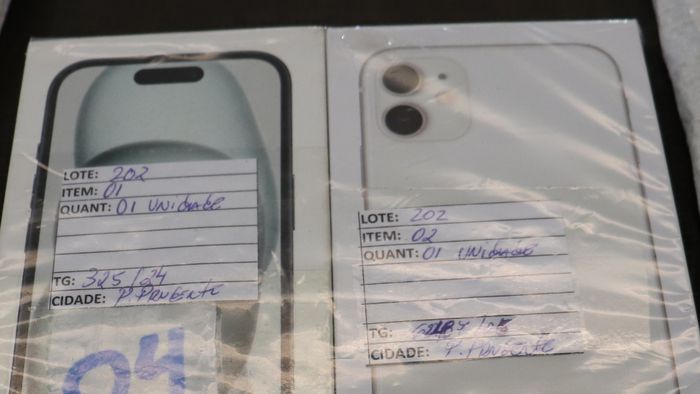 LOTE: 202
ITEM: 01
QUANT: 01 UNIDADE
TG: 325/24
CIDADE: P. PRUDENTE
04
LOTE: 202
ITEM: 02
QUANT: 01 UNIDADE
TG:
CIDADE: P. PRUDENTE